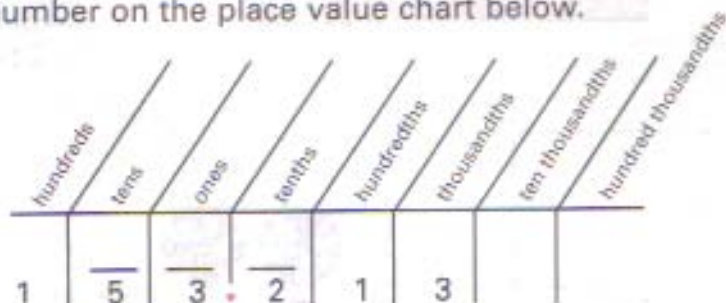 umber on the place value chart below.
hundreds tens ones tenths hundredths thousandths ten thousandths hundred thousandths
1 5 3 . 2 1 3